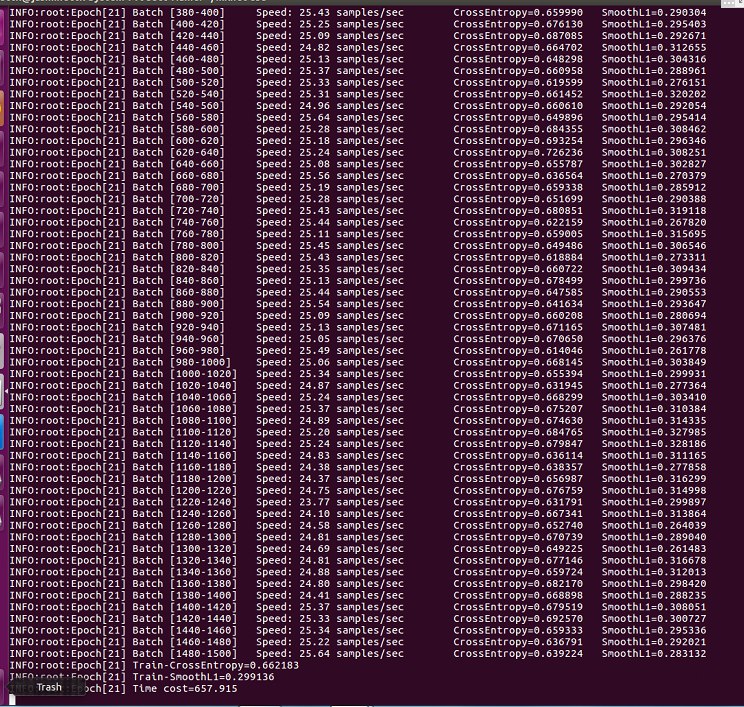 INFO:root:Epoch[21] Batch [380-400] Speed: 25.43 samples/sec CrossEntropy=0.659990 SmoothL1=0.290304
INFO:root:Epoch[21] Batch [400-420] Speed: 25.25 samples/sec CrossEntropy=0.676130 SmoothL1=0.295403
INFO:root:Epoch[21] Batch [420-440] Speed: 25.09 samples/sec CrossEntropy=0.687085 SmoothL1=0.292671
INFO:root:Epoch[21] Batch [440-460] Speed: 24.82 samples/sec CrossEntropy=0.664702 SmoothL1=0.312655
INFO:root:Epoch[21] Batch [460-480] Speed: 25.13 samples/sec CrossEntropy=0.648298 SmoothL1=0.304316
INFO:root:Epoch[21] Batch [480-500] Speed: 25.37 samples/sec CrossEntropy=0.660958 SmoothL1=0.288961
INFO:root:Epoch[21] Batch [500-520] Speed: 25.33 samples/sec CrossEntropy=0.619599 SmoothL1=0.276151
INFO:root:Epoch[21] Batch [520-540] Speed: 25.31 samples/sec CrossEntropy=0.661452 SmoothL1=0.320202
INFO:root:Epoch[21] Batch [540-560] Speed: 24.96 samples/sec CrossEntropy=0.660610 SmoothL1=0.292054
INFO:root:Epoch[21] Batch [560-580] Speed: 25.64 samples/sec CrossEntropy=0.649896 SmoothL1=0.295414
INFO:root:Epoch[21] Batch [580-600] Speed: 25.28 samples/sec CrossEntropy=0.684355 SmoothL1=0.308462
INFO:root:Epoch[21] Batch [600-620] Speed: 25.18 samples/sec CrossEntropy=0.693254 SmoothL1=0.296346
INFO:root:Epoch[21] Batch [620-640] Speed: 25.24 samples/sec CrossEntropy=0.726236 SmoothL1=0.308251
INFO:root:Epoch[21] Batch [640-660] Speed: 25.08 samples/sec CrossEntropy=0.655787 SmoothL1=0.302827
INFO:root:Epoch[21] Batch [660-680] Speed: 25.56 samples/sec CrossEntropy=0.636564 SmoothL1=0.270379
INFO:root:Epoch[21] Batch [680-700] Speed: 25.19 samples/sec CrossEntropy=0.659338 SmoothL1=0.285912
INFO:root:Epoch[21] Batch [700-720] Speed: 25.28 samples/sec CrossEntropy=0.651699 SmoothL1=0.290388
INFO:root:Epoch[21] Batch [720-740] Speed: 25.43 samples/sec CrossEntropy=0.680851 SmoothL1=0.319118
INFO:root:Epoch[21] Batch [740-760] Speed: 25.44 samples/sec CrossEntropy=0.622159 SmoothL1=0.267820
INFO:root:Epoch[21] Batch [760-780] Speed: 25.11 samples/sec CrossEntropy=0.659005 SmoothL1=0.315695
INFO:root:Epoch[21] Batch [780-800] Speed: 25.45 samples/sec CrossEntropy=0.649486 SmoothL1=0.306546
INFO:root:Epoch[21] Batch [800-820] Speed: 25.43 samples/sec CrossEntropy=0.618884 SmoothL1=0.273311
INFO:root:Epoch[21] Batch [820-840] Speed: 25.35 samples/sec CrossEntropy=0.660722 SmoothL1=0.309434
INFO:root:Epoch[21] Batch [840-860] Speed: 25.13 samples/sec CrossEntropy=0.678499 SmoothL1=0.299736
INFO:root:Epoch[21] Batch [860-880] Speed: 25.44 samples/sec CrossEntropy=0.647585 SmoothL1=0.290553
INFO:root:Epoch[21] Batch [880-900] Speed: 25.54 samples/sec CrossEntropy=0.641634 SmoothL1=0.293647
INFO:root:Epoch[21] Batch [900-920] Speed: 25.09 samples/sec CrossEntropy=0.660208 SmoothL1=0.280694
INFO:root:Epoch[21] Batch [920-940] Speed: 25.13 samples/sec CrossEntropy=0.671165 SmoothL1=0.307481
INFO:root:Epoch[21] Batch [940-960] Speed: 25.05 samples/sec CrossEntropy=0.670650 SmoothL1=0.296376
INFO:root:Epoch[21] Batch [960-980] Speed: 25.49 samples/sec CrossEntropy=0.614046 SmoothL1=0.261778
INFO:root:Epoch[21] Batch [980-1000] Speed: 25.06 samples/sec CrossEntropy=0.668145 SmoothL1=0.303849
INFO:root:Epoch[21] Batch [1000-1020] Speed: 25.34 samples/sec CrossEntropy=0.655394 SmoothL1=0.299931
INFO:root:Epoch[21] Batch [1020-1040] Speed: 24.87 samples/sec CrossEntropy=0.631945 SmoothL1=0.277364
INFO:root:Epoch[21] Batch [1040-1060] Speed: 25.24 samples/sec CrossEntropy=0.668299 SmoothL1=0.303410
INFO:root:Epoch[21] Batch [1060-1080] Speed: 25.37 samples/sec CrossEntropy=0.675207 SmoothL1=0.310384
INFO:root:Epoch[21] Batch [1080-1100] Speed: 24.89 samples/sec CrossEntropy=0.674630 SmoothL1=0.314335
INFO:root:Epoch[21] Batch [1100-1120] Speed: 25.20 samples/sec CrossEntropy=0.684765 SmoothL1=0.327985
INFO:root:Epoch[21] Batch [1120-1140] Speed: 25.24 samples/sec CrossEntropy=0.679847 SmoothL1=0.328186
INFO:root:Epoch[21] Batch [1140-1160] Speed: 24.83 samples/sec CrossEntropy=0.636114 SmoothL1=0.311165
INFO:root:Epoch[21] Batch [1160-1180] Speed: 24.38 samples/sec CrossEntropy=0.638357 SmoothL1=0.277858
INFO:root:Epoch[21] Batch [1180-1200] Speed: 24.37 samples/sec CrossEntropy=0.656987 SmoothL1=0.316299
INFO:root:Epoch[21] Batch [1200-1220] Speed: 24.75 samples/sec CrossEntropy=0.676759 SmoothL1=0.314998
INFO:root:Epoch[21] Batch [1220-1240] Speed: 23.77 samples/sec CrossEntropy=0.631791 SmoothL1=0.299897
INFO:root:Epoch[21] Batch [1240-1260] Speed: 24.10 samples/sec CrossEntropy=0.667341 SmoothL1=0.313864
INFO:root:Epoch[21] Batch [1260-1280] Speed: 24.58 samples/sec CrossEntropy=0.652740 SmoothL1=0.264039
INFO:root:Epoch[21] Batch [1280-1300] Speed: 24.81 samples/sec CrossEntropy=0.670739 SmoothL1=0.289040
INFO:root:Epoch[21] Batch [1300-1320] Speed: 24.69 samples/sec CrossEntropy=0.649225 SmoothL1=0.261483
INFO:root:Epoch[21] Batch [1320-1340] Speed: 24.81 samples/sec CrossEntropy=0.677146 SmoothL1=0.316678
INFO:root:Epoch[21] Batch [1340-1360] Speed: 24.88 samples/sec CrossEntropy=0.659724 SmoothL1=0.312013
INFO:root:Epoch[21] Batch [1360-1380] Speed: 24.80 samples/sec CrossEntropy=0.682170 SmoothL1=0.298420
INFO:root:Epoch[21] Batch [1380-1400] Speed: 24.41 samples/sec CrossEntropy=0.668898 SmoothL1=0.288235
INFO:root:Epoch[21] Batch [1400-1420] Speed: 25.37 samples/sec CrossEntropy=0.679519 SmoothL1=0.308051
INFO:root:Epoch[21] Batch [1420-1440] Speed: 25.33 samples/sec CrossEntropy=0.692570 SmoothL1=0.300727
INFO:root:Epoch[21] Batch [1440-1460] Speed: 25.34 samples/sec CrossEntropy=0.659333 SmoothL1=0.295336
INFO:root:Epoch[21] Batch [1460-1480] Speed: 25.22 samples/sec CrossEntropy=0.636791 SmoothL1=0.292021
INFO:root:Epoch[21] Batch [1480-1500] Speed: 25.64 samples/sec CrossEntropy=0.639224 SmoothL1=0.283132
INFO:root:Epoch[21] Train-CrossEntropy=0.662183
INFO:root:Epoch[21] Train-SmoothL1=0.299136
Trash
[21] Time cost=657.915